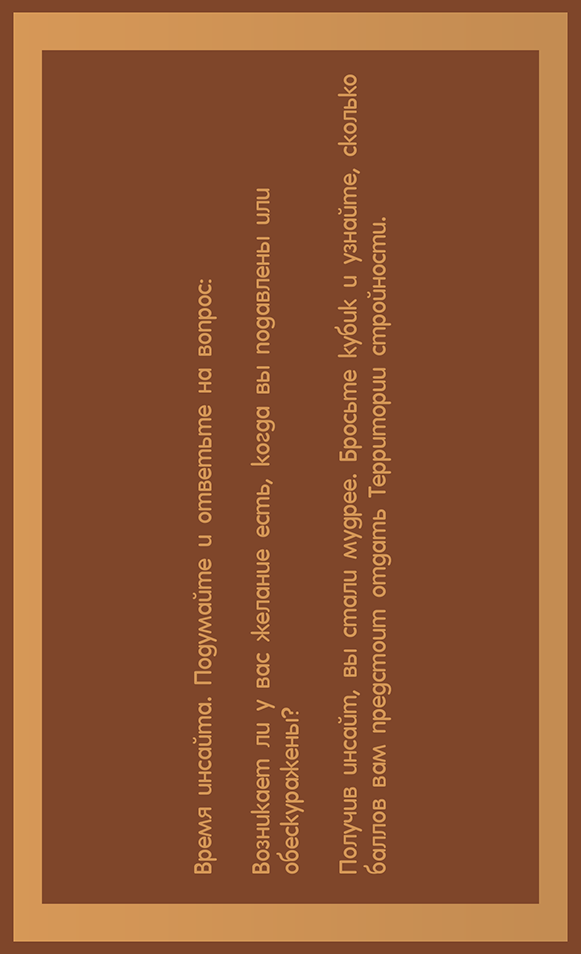 Время инсайта. Подумайте и ответьте на вопрос:
Возникает ли у вас желание есть, когда вы подавлены или
обескуражены?
Получив инсайт, вы стали мудрее. Бросьте кубик и узнайте, сколько
баллов вам предстоит отдать Территории стройности.